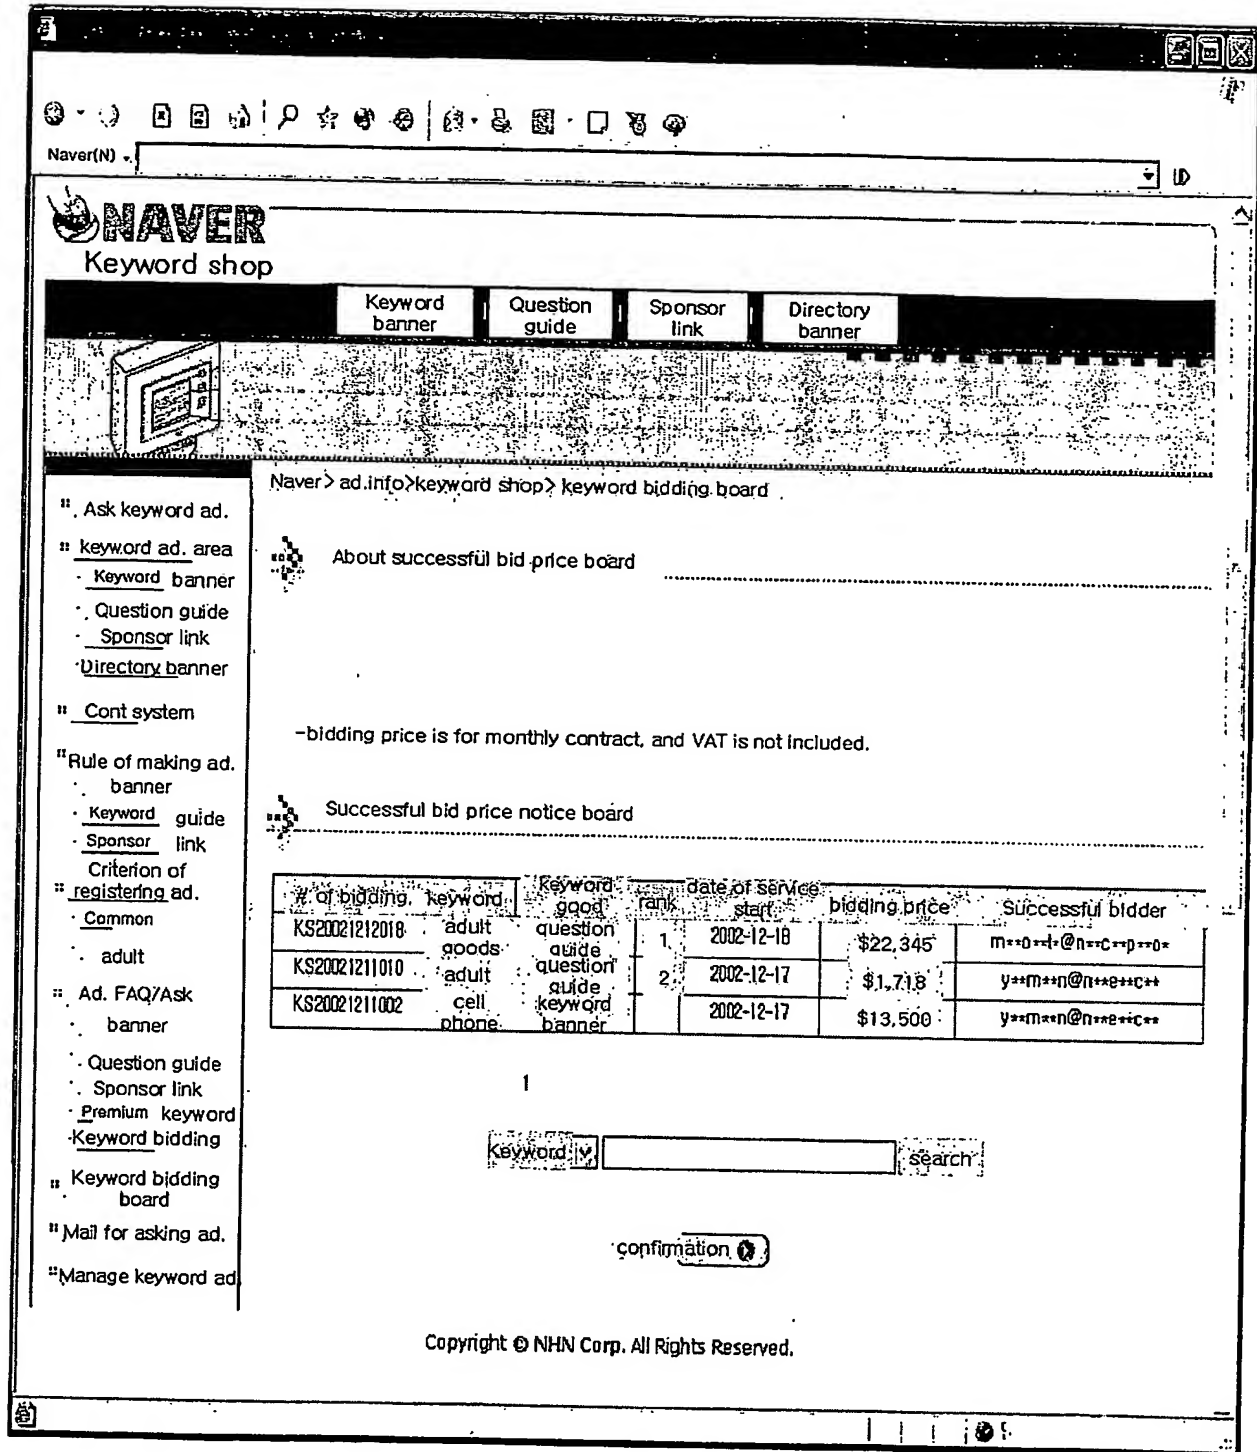 Naver(N)
NAVER
Keyword shop
Keyword banner
Question guide
Sponsor link
Directory banner
Naver> ad.info>keyword shop> keyword bidding board
Ask keyword ad.
keyword ad. area
Keyword banner
Question guide
Sponsor link
Directory banner
Cont system
Rule of making ad.
banner
Keyword guide
Sponsor link
Criterion of
registering ad.
Common
adult
Ad. FAQ/Ask
banner
Question guide
Sponsor link
Premium keyword
Keyword bidding
Keyword bidding
board
Mail for asking ad.
Manage keyword ad
About successful bid price board
-bidding price is for monthly contract, and VAT is not included.
Successful bid price notice board
# of bidding. keyword Keyword good rank date of service start bidding price Successful bidder
KS20021212018 adult goods question guide 1 2002-12-18 $22,345
KS20021211010 adult question guide 2 2002-12-17 $1,718 y**m**n@n**e**c**
KS20021211002 cell phone keyword banner 2002-12-17 $13,500 y**m**n@n**e**c**
1
Keyword search
confirmation
Copyright © NHN Corp. All Rights Reserved.